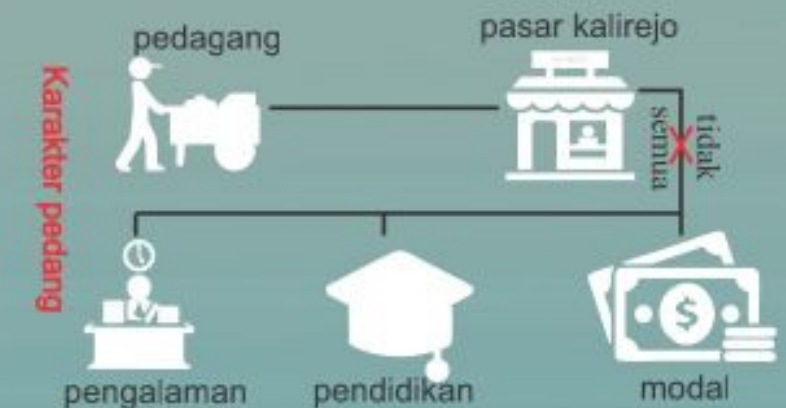 pedagang
pasar kalirejo
Karakter pedang
tidak
semua
pengalaman
pendidikan
modal